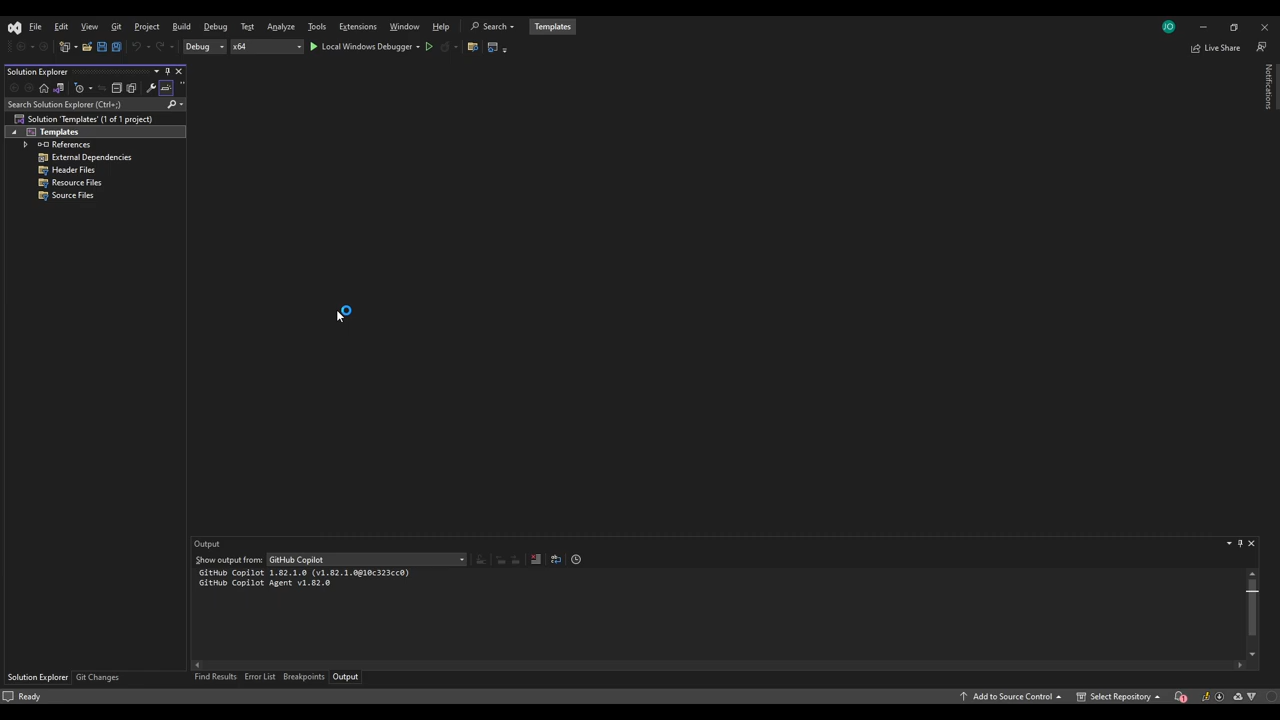 File Edit View Git Project Build Debug Test Analyze Tools Extensions Window Help Search Templates JO
Debug x64 Local Windows Debugger Live Share
Solution Explorer
Search Solution Explorer (Ctrl+;)
Solution 'Templates' (1 of 1 project)
Templates
References
External Dependencies
Header Files
Resource Files
Source Files
Notifications
Output
Show output from: GitHub Copilot
GitHub Copilot 1.82.1.0 (v1.82.1.0@10c323cc0)
GitHub Copilot Agent v1.82.0
Solution Explorer Git Changes Find Results Error List Breakpoints Output
Ready Add to Source Control Select Repository 1